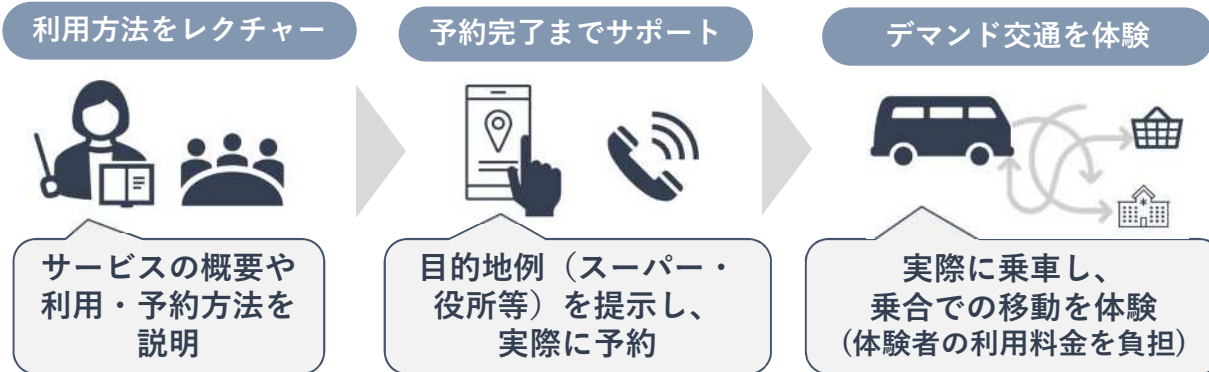 利用方法をレクチャー
予約完了までサポート
デマンド交通を体験
サービスの概要や
利用・予約方法を
説明
目的地例（スーパー・
役所等）を提示し、
実際に予約
実際に乗車し、
乗合での移動を体験
(体験者の利用料金を負担)